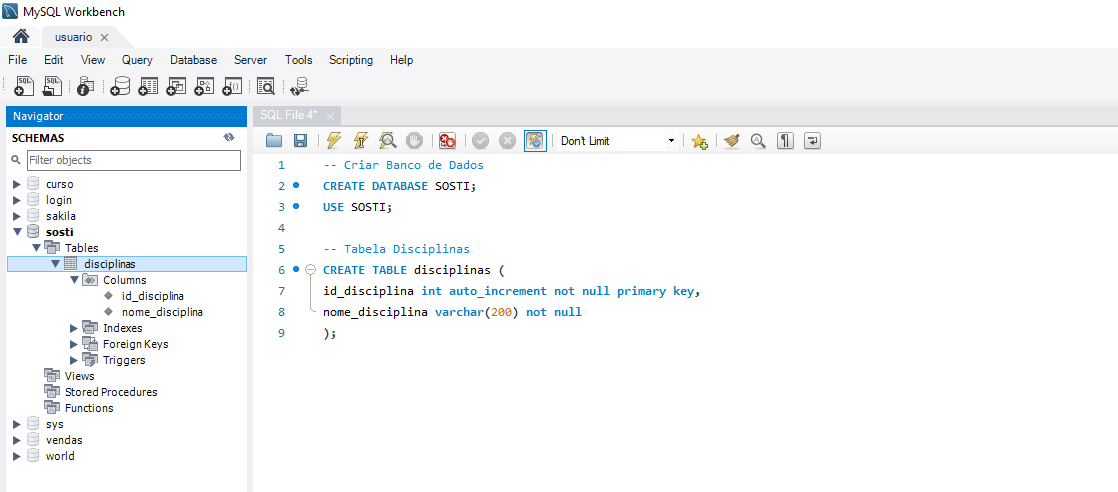 MySQL Workbench
usuario
File Edit View Query Database Server Tools Scripting Help
Navigator
SCHEMAS
Filter objects
curso
login
sakila
sosti
Tables
disciplinas
Columns
id_disciplina
nome_disciplina
Indexes
Foreign Keys
Triggers
Views
Stored Procedures
Functions
sys
vendas
world
SQL File 4*
Don't Limit
1 -- Criar Banco de Dados
2 CREATE DATABASE SOSTI;
3 USE SOSTI;
4
5 -- Tabela Disciplinas
6 CREATE TABLE disciplinas (
7 id_disciplina int auto_increment not null primary key,
8 nome_disciplina varchar(200) not null
9 );